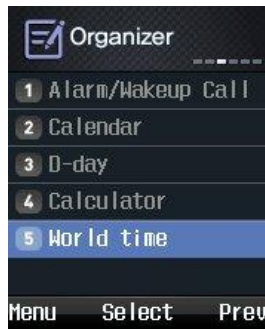 Organizer
1 Alarm/Wakeup Call
2 Calendar
3 D-day
4 Calculator
5 World time
Menu Select Prev